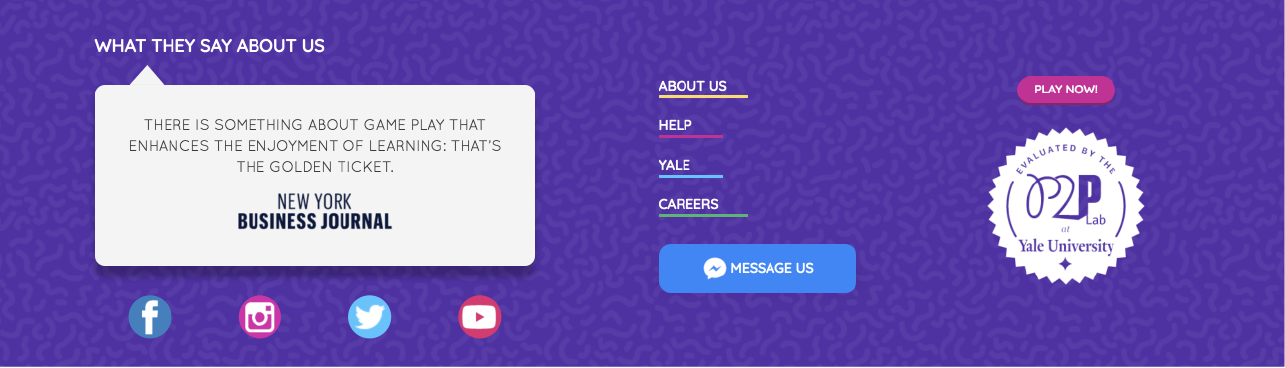 WHAT THEY SAY ABOUT US
THERE IS SOMETHING ABOUT GAME PLAY THAT
ENHANCES THE ENJOYMENT OF LEARNING: THAT'S
THE GOLDEN TICKET.
NEW YORK
BUSINESS JOURNAL
ABOUT US
HELP
YALE
CAREERS
MESSAGE US
PLAY NOW!
EVALUATED BY THE
P2P
Lab
at
Yale University